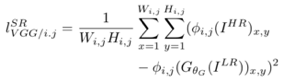 l^{SR}_{VGG/i.j} = \frac{1}{W_{i,j}H_{i,j}} \sum_{x=1}^{W_{i,j}} \sum_{y=1}^{H_{i,j}} (\phi_{i,j}(I^{HR})_{x,y}
- \phi_{i,j}(G_{\theta_G}(I^{LR}))_{x,y})^2